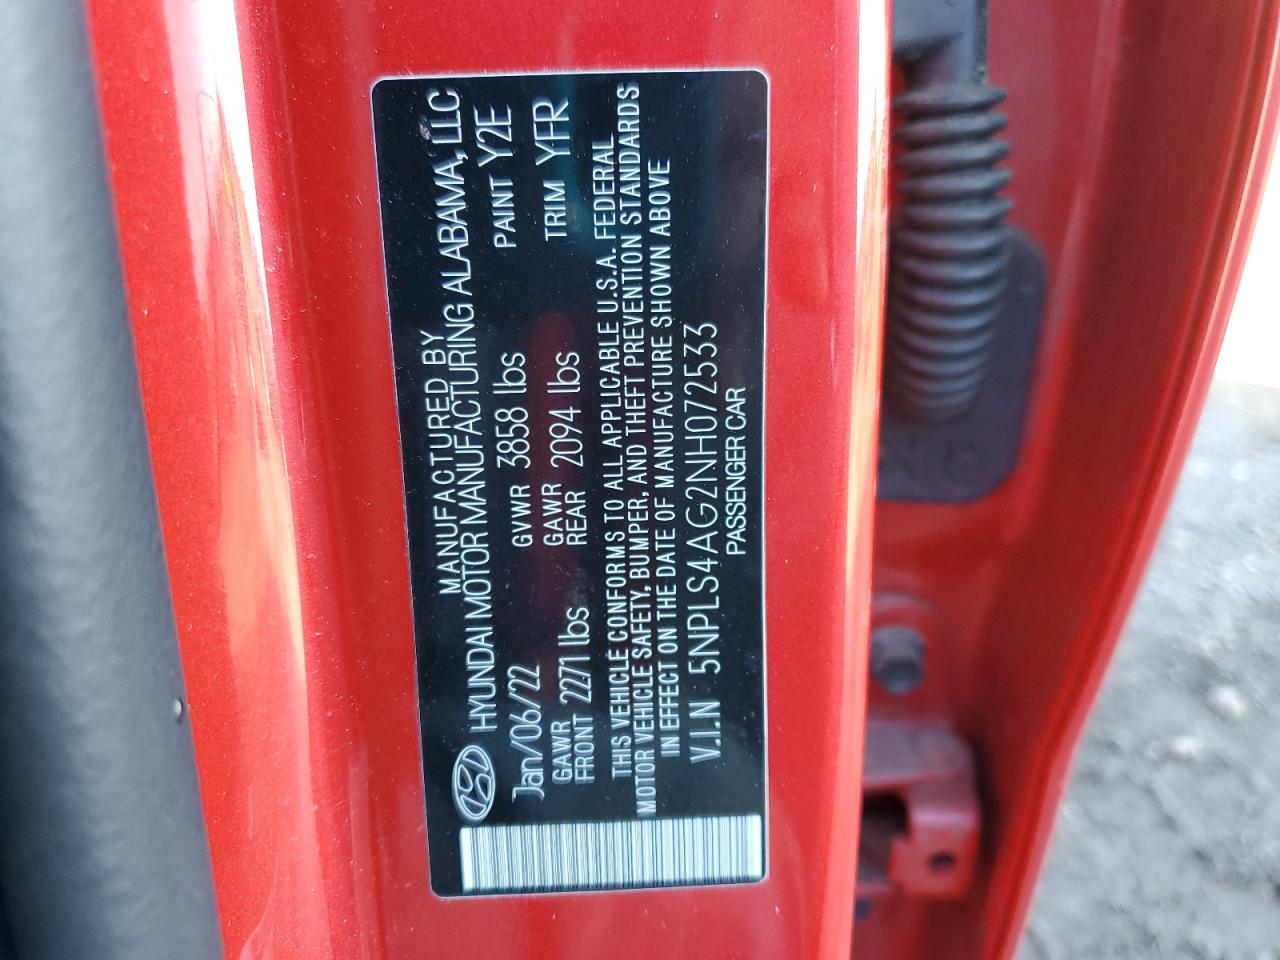 MANUFACTURED BY
HYUNDAI MOTOR MANUFACTURING ALABAMA, LLC
Jan/06/22 GVWR 3858 lbs PAINT Y2E
GAWR FRONT 2271 lbs GAWR REAR 2094 lbs TRIM YFR
THIS VEHICLE CONFORMS TO ALL APPLICABLE U.S.A. FEDERAL
MOTOR VEHICLE SAFETY, BUMPER, AND THEFT PREVENTION STANDARDS
IN EFFECT ON THE DATE OF MANUFACTURE SHOWN ABOVE
V.I.N 5NPLS4AG2NH072533
PASSENGER CAR